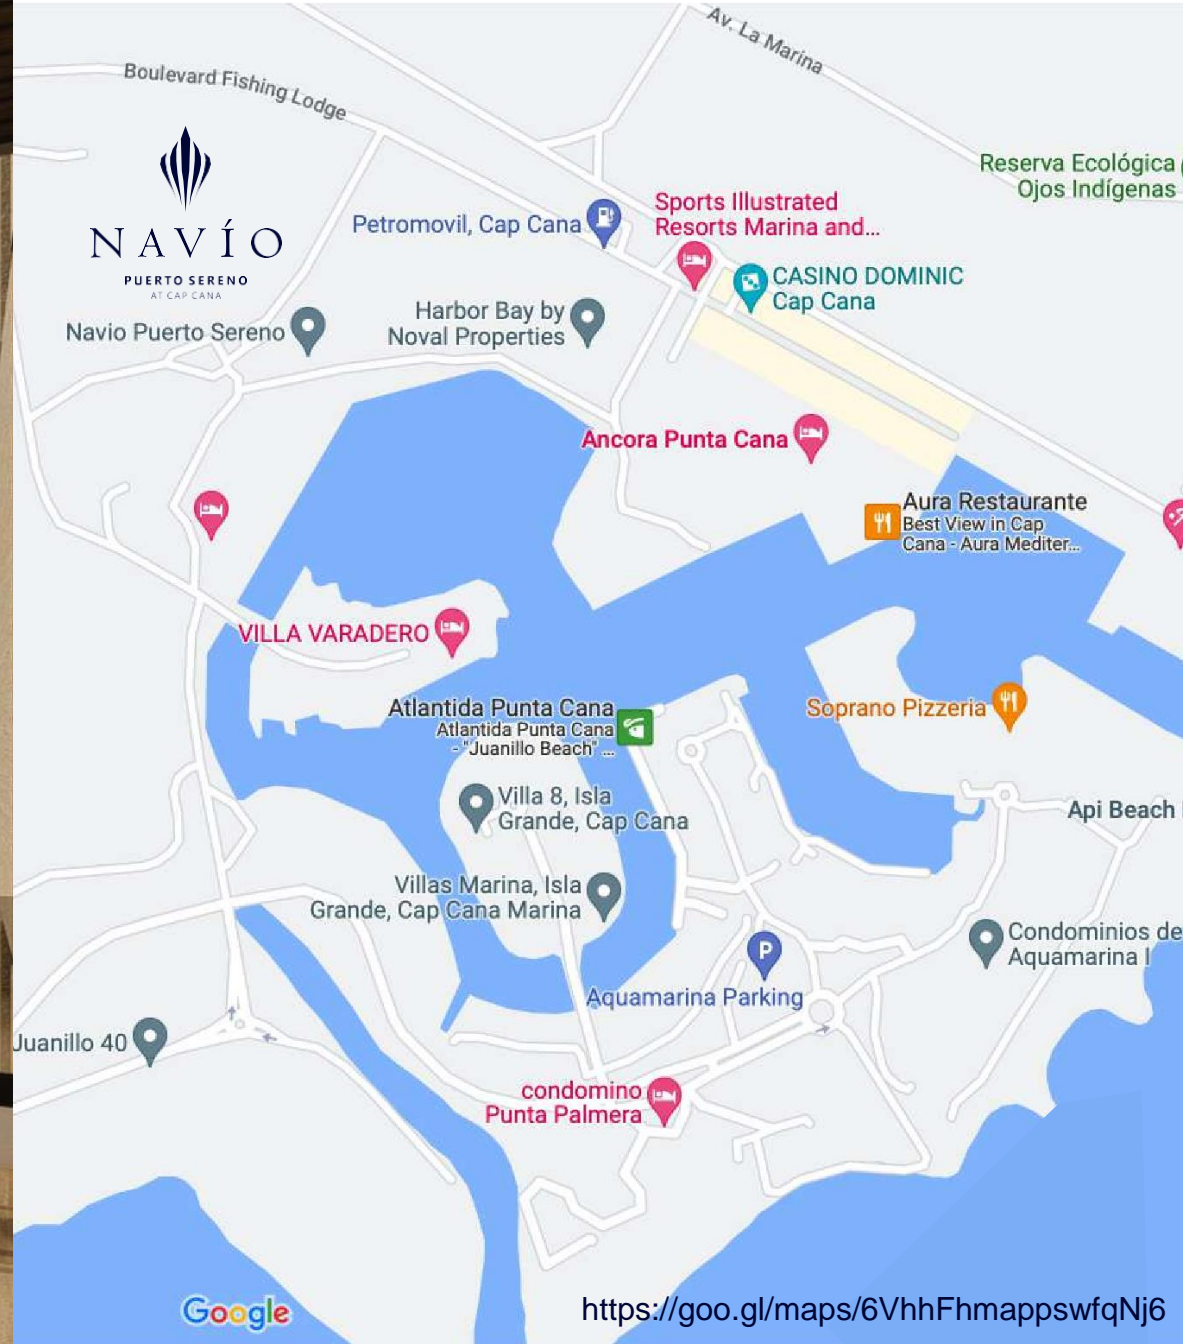 Av. La Marina
Boulevard Fishing Lodge
Reserva Ecológica
Ojos Indígenas
NAVÍO
PUERTO SERENO
AT CAP CANA
Petromovil, Cap Cana
Sports Illustrated
Resorts Marina and...
CASINO DOMINIC
Cap Cana
Navio Puerto Sereno
Harbor Bay by
Noval Properties
Ancora Punta Cana
Aura Restaurante
Best View in Cap
Cana - Aura Mediter...
VILLA VARADERO
Atlantida Punta Cana
Atlantida Punta Cana
- "Juanillo Beach" ...
Soprano Pizzeria
Villa 8, Isla
Grande, Cap Cana
Api Beach
Villas Marina, Isla
Grande, Cap Cana Marina
Condominios de
Aquamarina I
P
Aquamarina Parking
Juanillo 40
condomino
Punta Palmera
Google
https://goo.gl/maps/6VhhFhmappswfqNj6